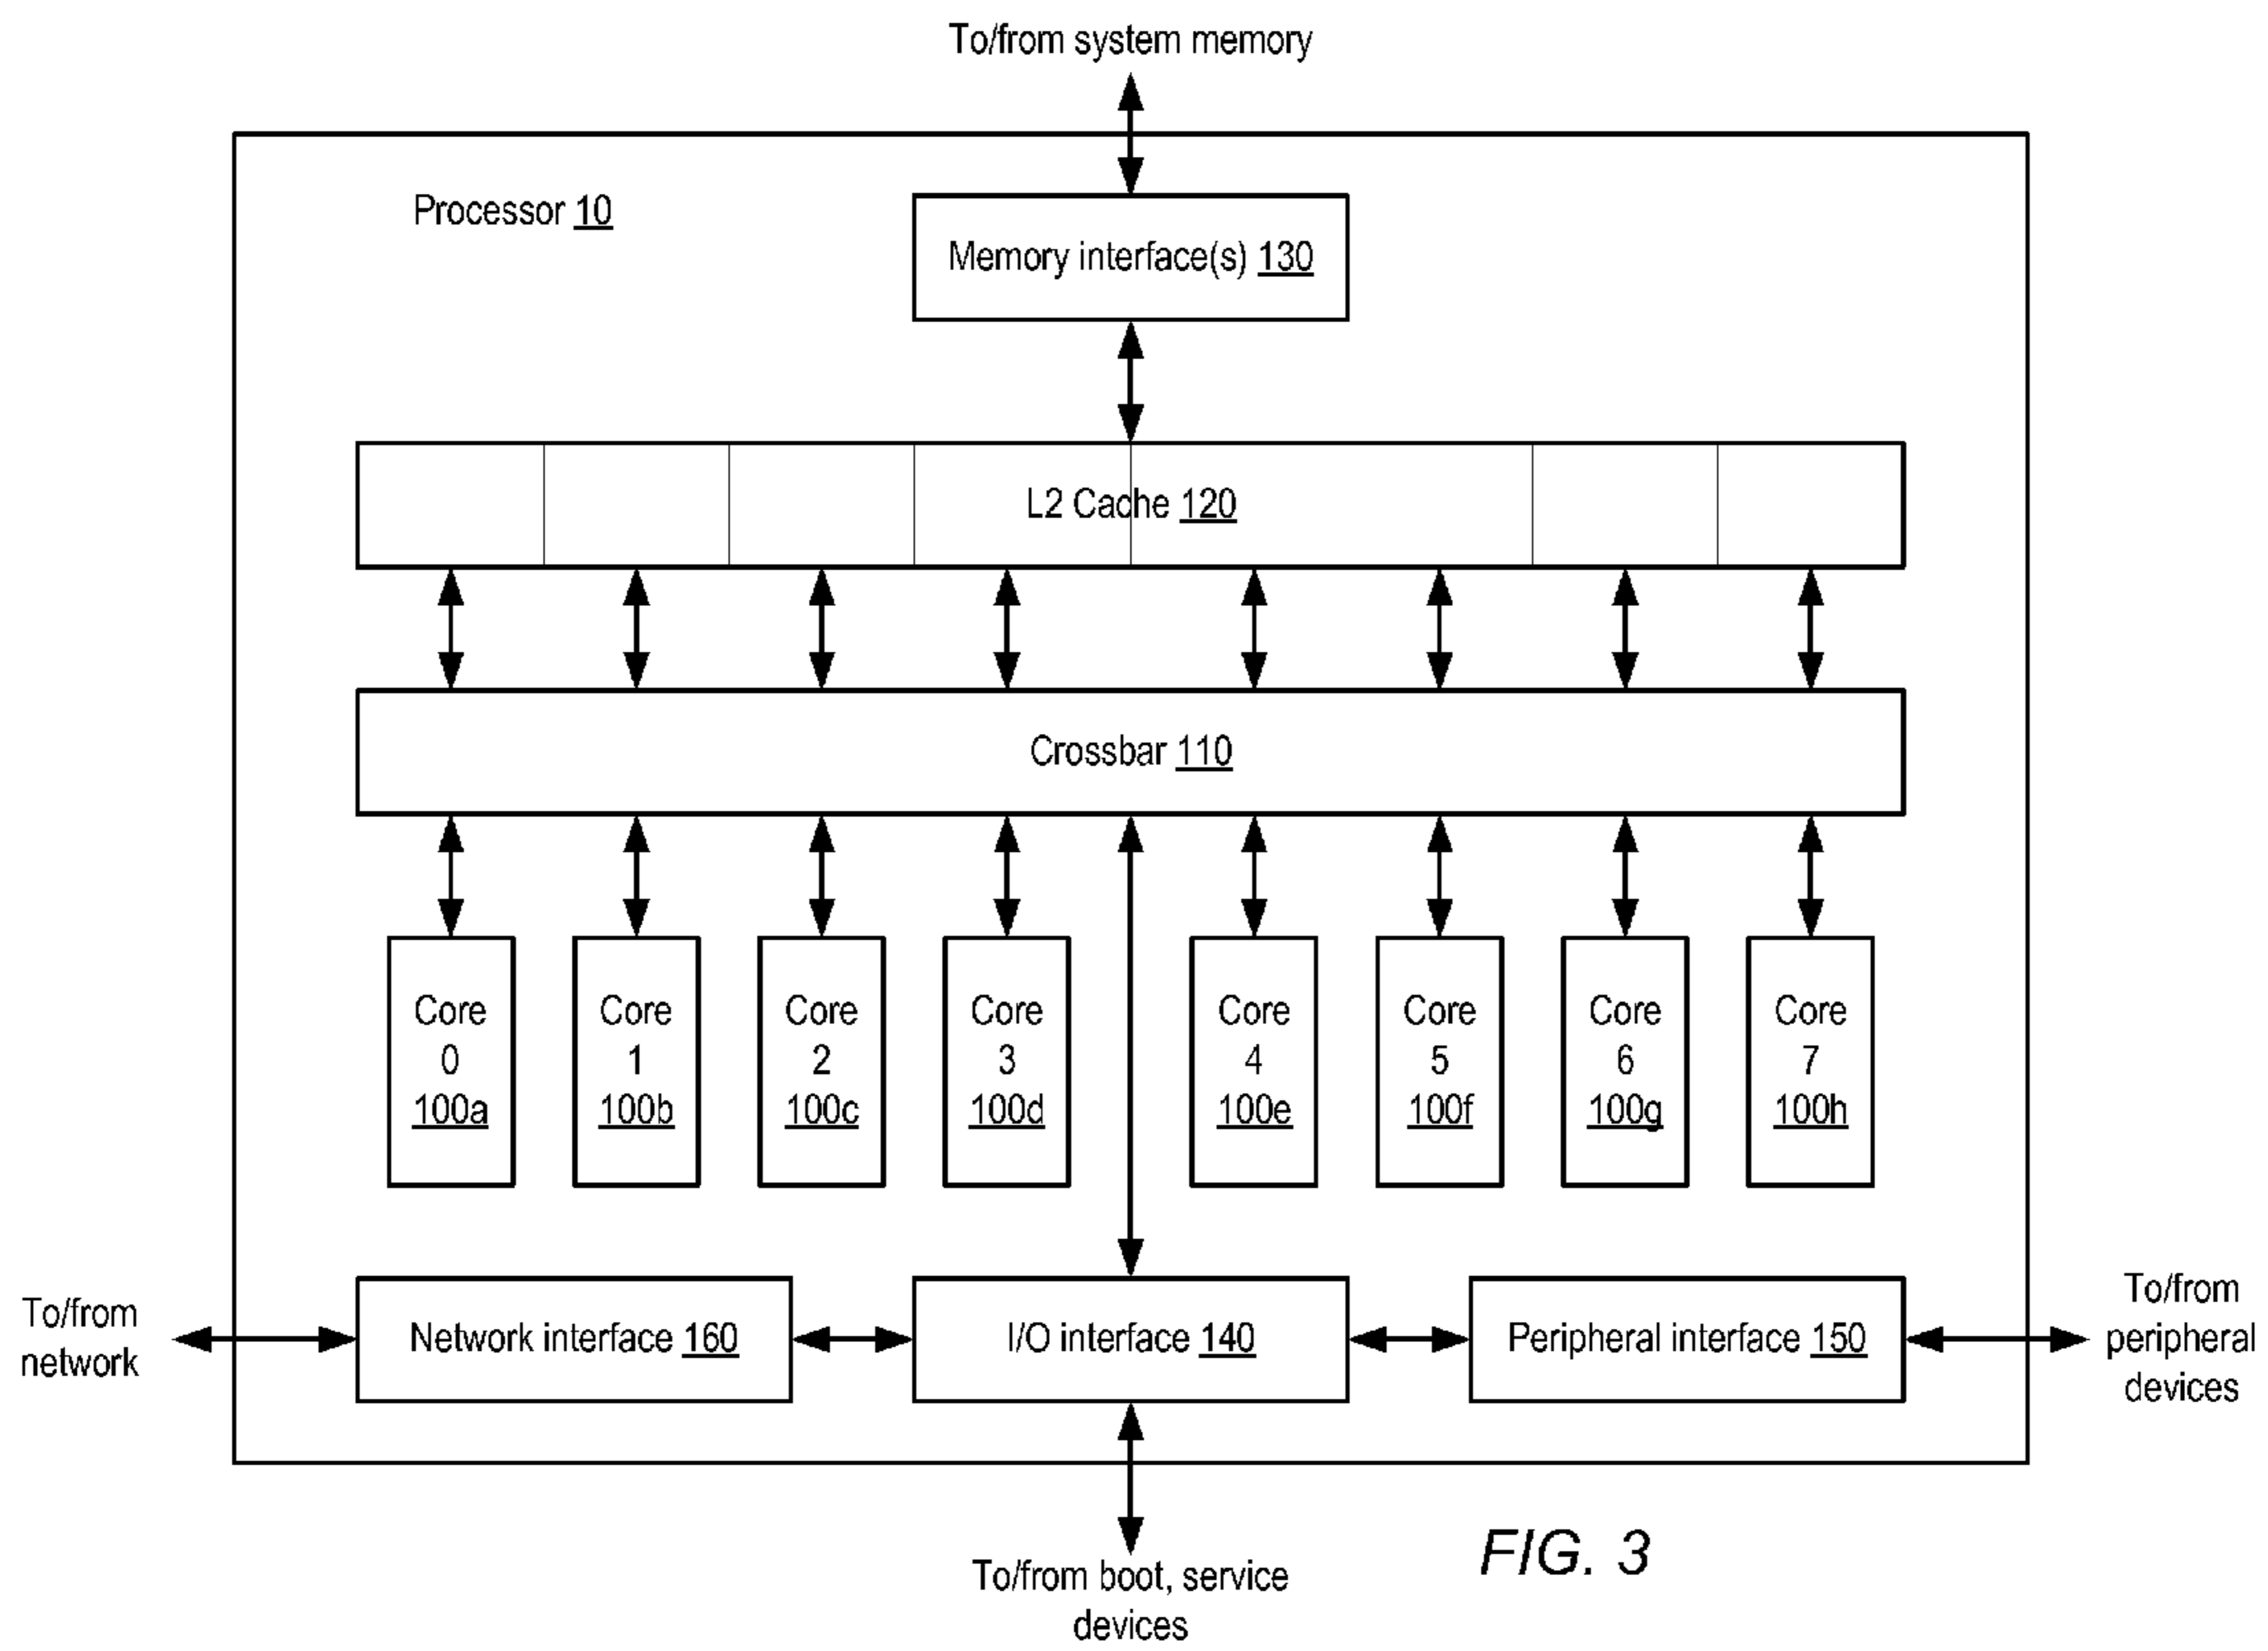 To/from system memory
Processor 10
Memory interface(s) 130
L2 Cache 120
Crossbar 110
Core
0
100a
Core
1
100b
Core
2
100c
Core
3
100d
Core
4
100e
Core
5
100f
Core
6
100g
Core
7
100h
To/from
network
Network interface 160
I/O interface 140
Peripheral interface 150
To/from
peripheral
devices
To/from boot, service
devices
FIG. 3